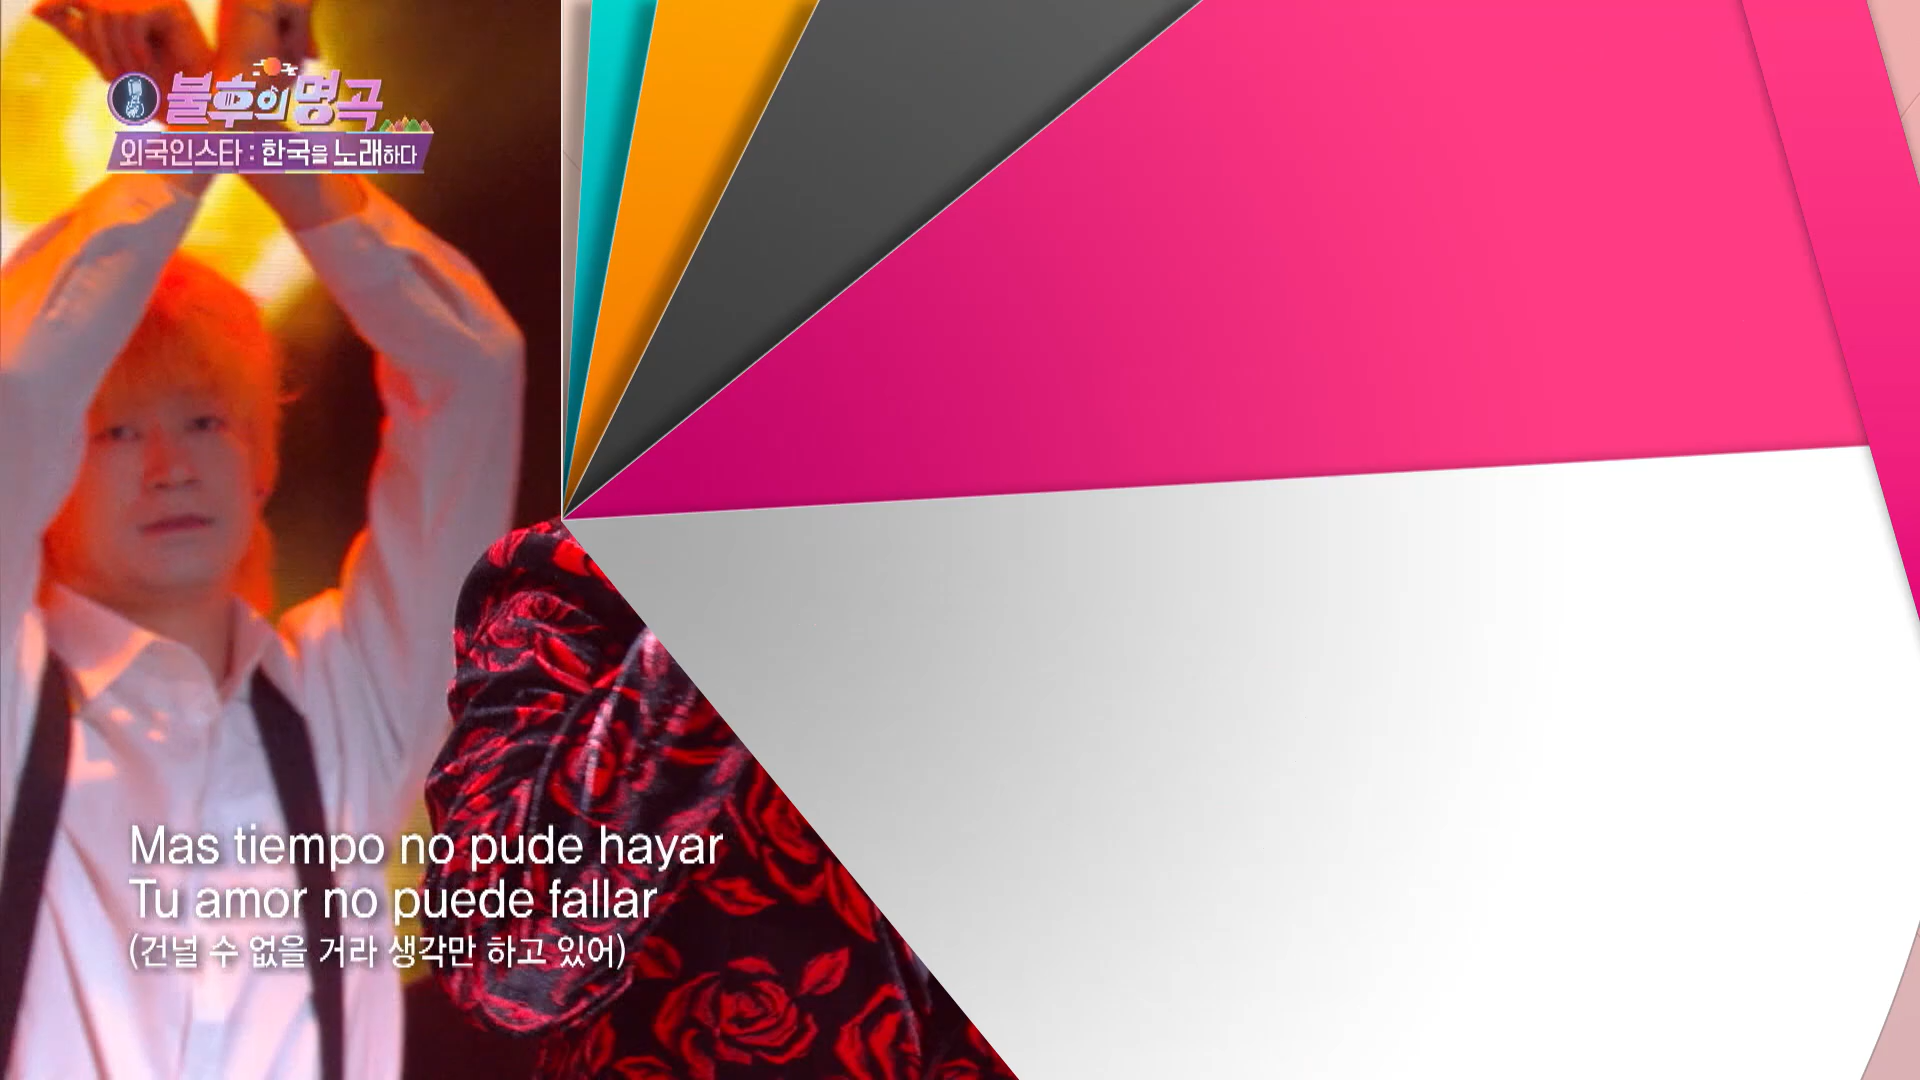 불후의 명곡
외국인스타 : 한국을 노래하다
Mas tiempo no pude hayar
Tu amor no puede fallar
(건널 수 없을 거라 생각만 하고 있어)